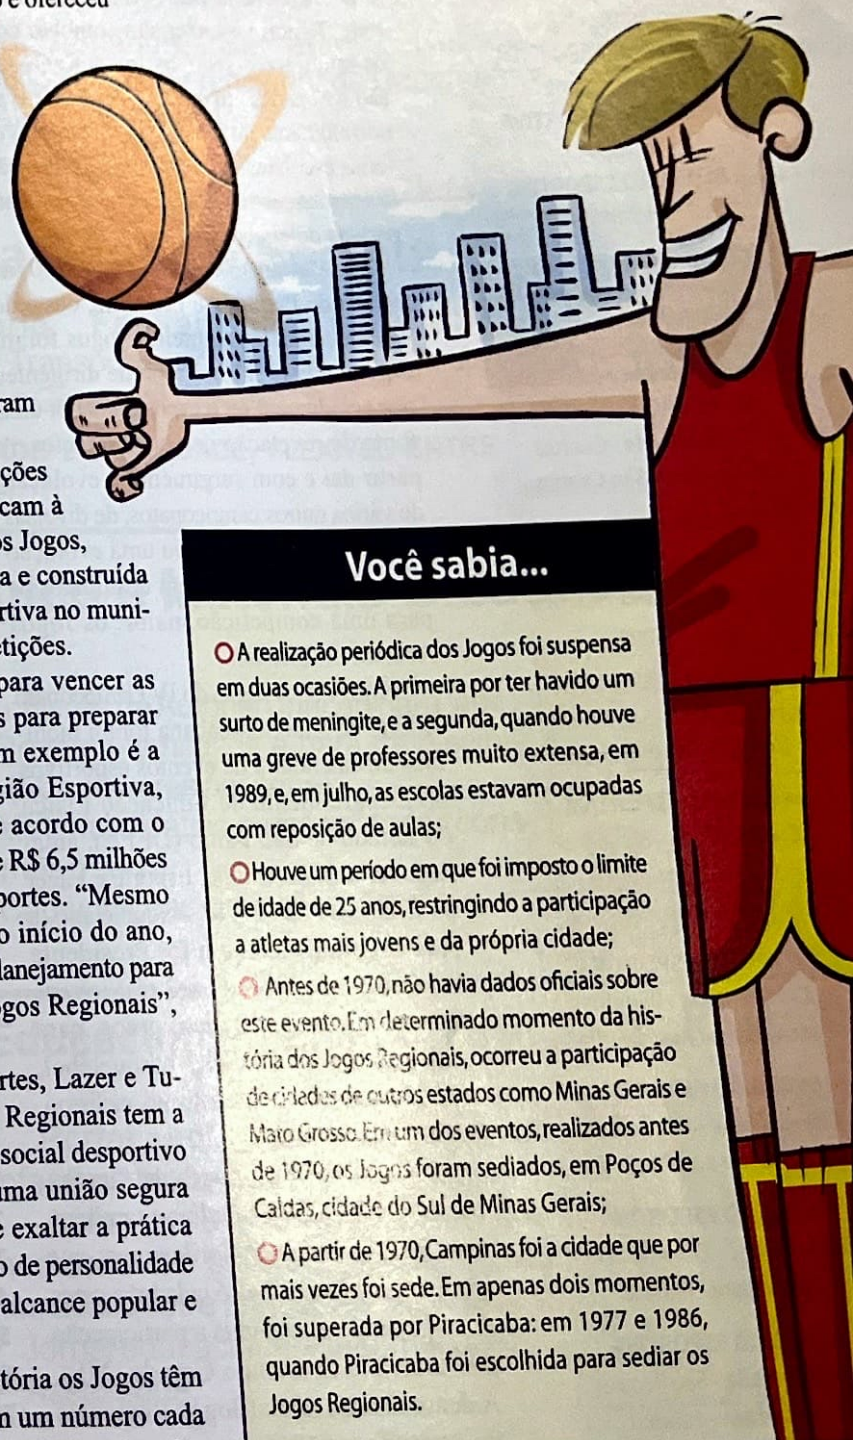 ofereceu
ram
ções
cam à
os Jogos,
a e construída
rtiva no muni-
etições.
para vencer as
s para preparar
m exemplo é a
gião Esportiva,
e acordo com o
e R$ 6,5 milhões
portes. “Mesmo
o início do ano,
lanejamento para
ogos Regionais”,
rtes, Lazer e Tu-
Regionais tem a
social desportivo
uma união segura
e exaltar a prática
o de personalidade
alcance popular e
tória os Jogos têm
m um número cada
Você sabia...
A realização periódica dos Jogos foi suspensa
em duas ocasiões. A primeira por ter havido um
surto de meningite, e a segunda, quando houve
uma greve de professores muito extensa, em
1989, e, em julho, as escolas estavam ocupadas
com reposição de aulas;
Houve um período em que foi imposto o limite
de idade de 25 anos, restringindo a participação
a atletas mais jovens e da própria cidade;
Antes de 1970, não havia dados oficiais sobre
este evento. Em determinado momento da his-
tória dos Jogos Regionais, ocorreu a participação
de cidades de outros estados como Minas Gerais e
Mato Grosso. Em um dos eventos, realizados antes
de 1970, os Jogos foram sediados, em Poços de
Caldas, cidade do Sul de Minas Gerais;
A partir de 1970, Campinas foi a cidade que por
mais vezes foi sede. Em apenas dois momentos,
foi superada por Piracicaba: em 1977 e 1986,
quando Piracicaba foi escolhida para sediar os
Jogos Regionais.